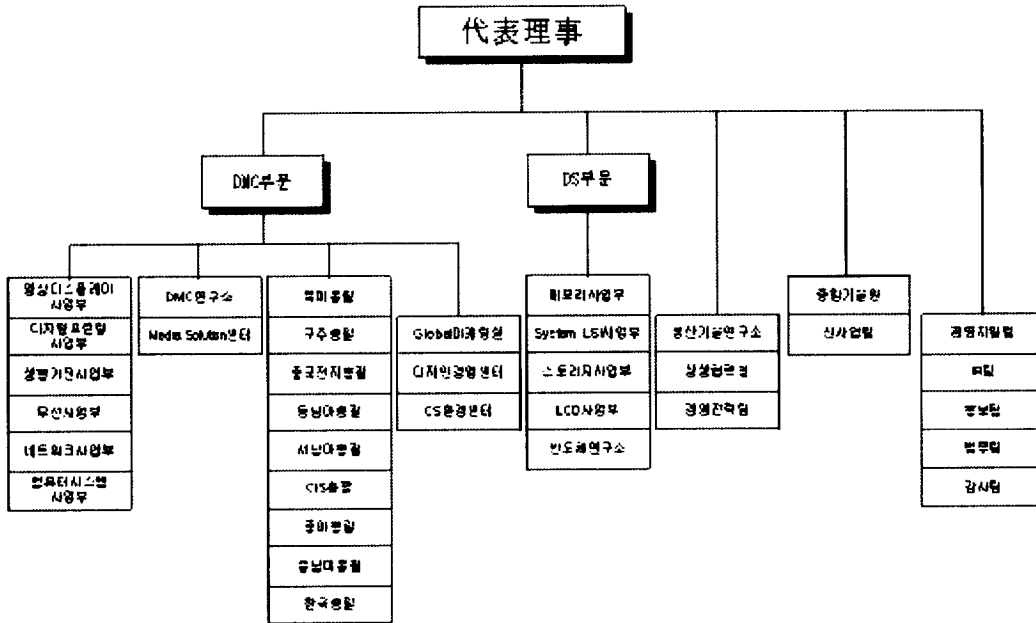 代表理事
DMC부문
DS부문
영상디스플레이
사업부
디지털프린팅
사업부
생활가전사업부
무선사업부
네트워크사업부
컴퓨터시스템
사업부
DMC연구소
Media Solution센터
북미총괄
구주총괄
중국전자총괄
동남아총괄
서남아총괄
CIS총괄
중아총괄
중남미총괄
한국총괄
Global마케팅실
디자인경영센터
CS환경센터
메모리사업부
System LSI사업부
스토리지사업부
LCD사업부
반도체연구소
생산기술연구소
상생협력실
경영전략팀
종합기술원
신사업팀
경영지원팀
IR팀
홍보팀
법무팀
감사팀